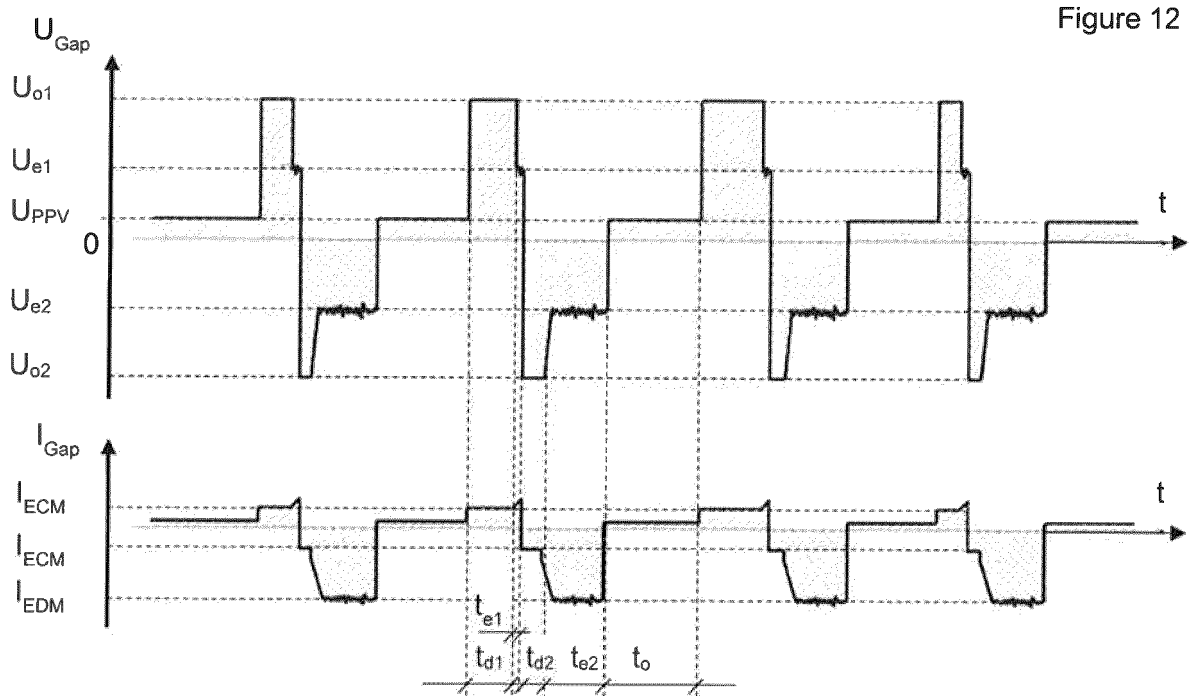 Figure 12
U_Gap
U_o1
U_e1
U_PPV
0
t
U_e2
U_o2
I_Gap
I_ECM
t
I_ECM
I_EDM
t_e1
t_d1 t_d2 t_e2 t_o